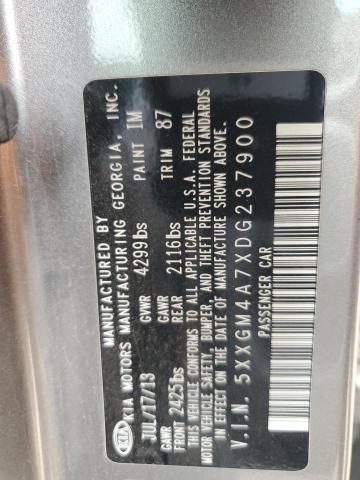 MANUFACTURED BY
KIA KIA MOTORS MANUFACTURING GEORGIA, INC.
JUL/17/13 GVWR 4299lbs PAINT IM
GAWR FRONT 2425lbs GAWR REAR 2116lbs TRIM 87
THIS VEHICLE CONFORMS TO ALL APPLICABLE U.S.A. FEDERAL
MOTOR VEHICLE SAFETY, BUMPER, AND THEFT PREVENTION STANDARDS
IN EFFECT ON THE DATE OF MANUFACTURE SHOWN ABOVE.
V.I.N. 5XXGM4A7XDG237900
PASSENGER CAR